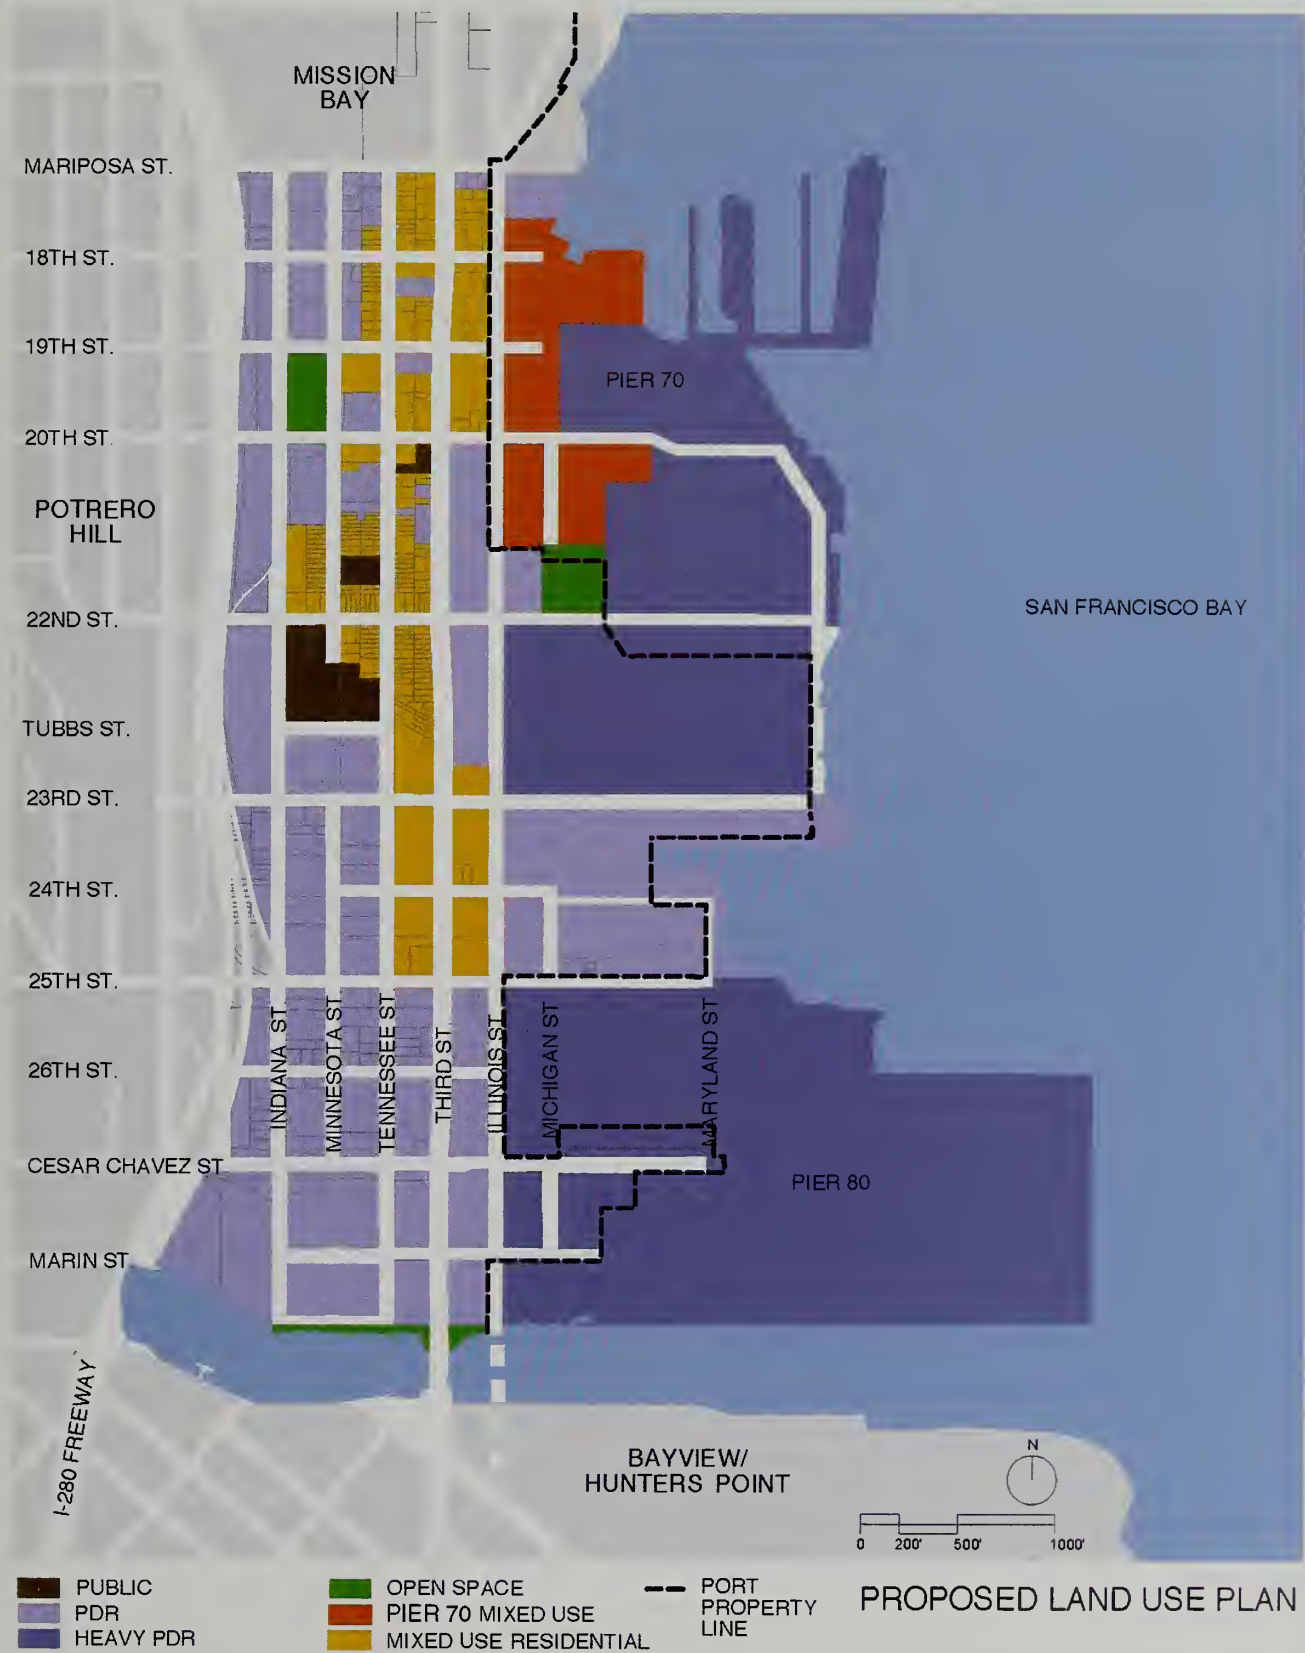 MISSION
BAY
MARIPOSA ST.
18TH ST.
19TH ST.
PIER 70
20TH ST.
POTRERO
HILL
22ND ST.
SAN FRANCISCO BAY
TUBBS ST.
23RD ST.
24TH ST.
25TH ST.
INDIANA ST.
MINNESOTA ST.
TENNESSEE ST
THIRD ST.
ILLINOIS ST.
MICHIGAN ST
MARYLAND ST
26TH ST.
CESAR CHAVEZ ST
PIER 80
MARIN ST.
I-280 FREEWAY
BAYVIEW/
HUNTERS POINT
N
0 200' 500' 1000'
PUBLIC
PDR
HEAVY PDR
OPEN SPACE
PIER 70 MIXED USE
MIXED USE RESIDENTIAL
PORT
PROPERTY
LINE
PROPOSED LAND USE PLAN